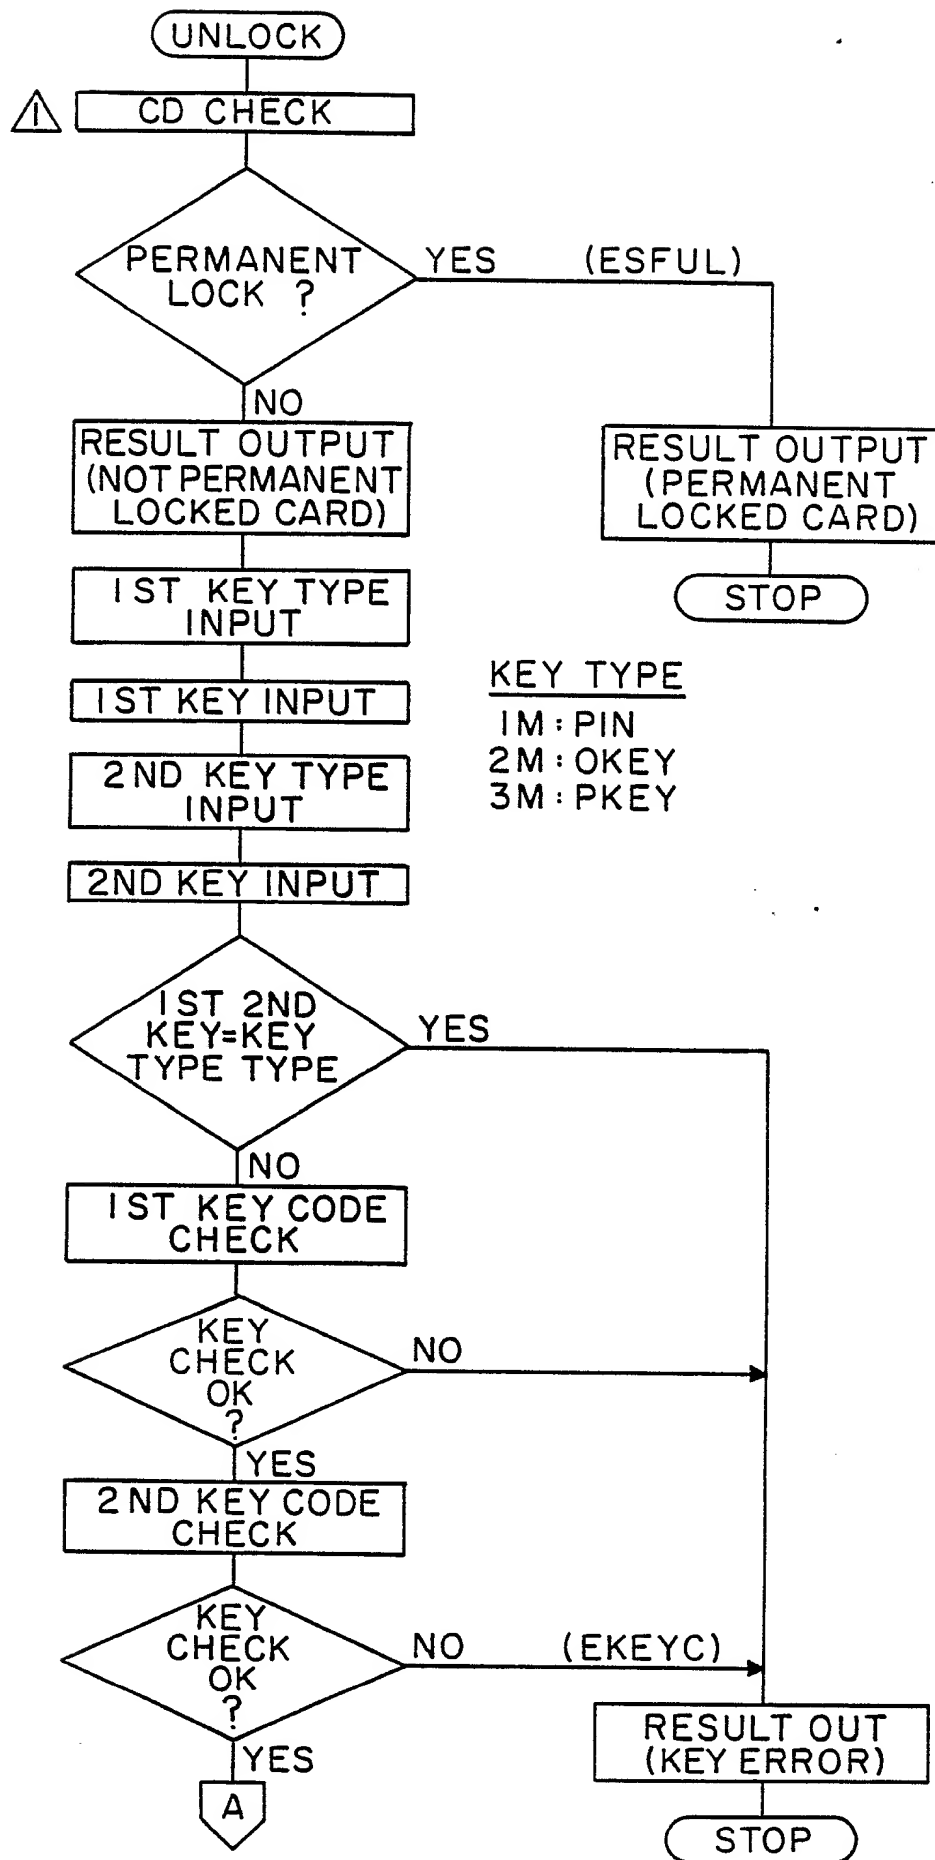 UNLOCK
1
CD CHECK
PERMANENT
LOCK ?
YES (ESFUL)
NO
RESULT OUTPUT
(NOT PERMANENT
LOCKED CARD)
RESULT OUTPUT
(PERMANENT
LOCKED CARD)
STOP
1ST KEY TYPE
INPUT
1ST KEY INPUT
2ND KEY TYPE
INPUT
2ND KEY INPUT
KEY TYPE
1M : PIN
2M : OKEY
3M : PKEY
1ST 2ND
KEY=KEY
TYPE TYPE
YES
NO
1ST KEY CODE
CHECK
KEY
CHECK
OK
?
NO
YES
2ND KEY CODE
CHECK
KEY
CHECK
OK
?
NO (EKEYC)
YES
A
RESULT OUT
(KEY ERROR)
STOP